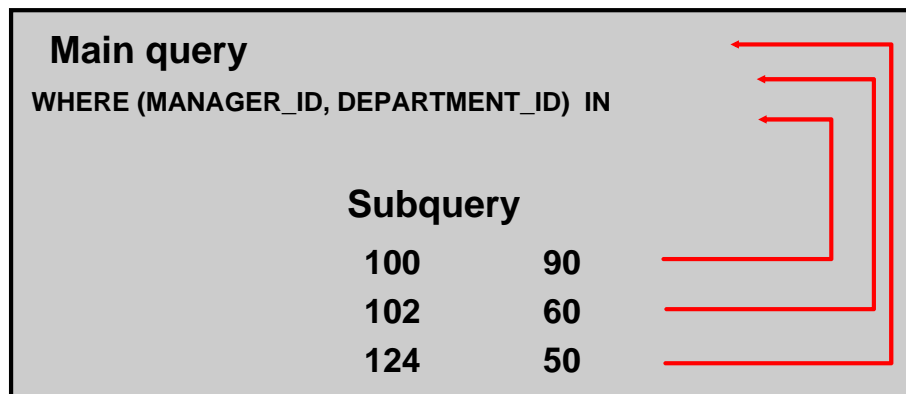 Main query
WHERE (MANAGER_ID, DEPARTMENT_ID) IN
Subquery
100 90
102 60
124 50